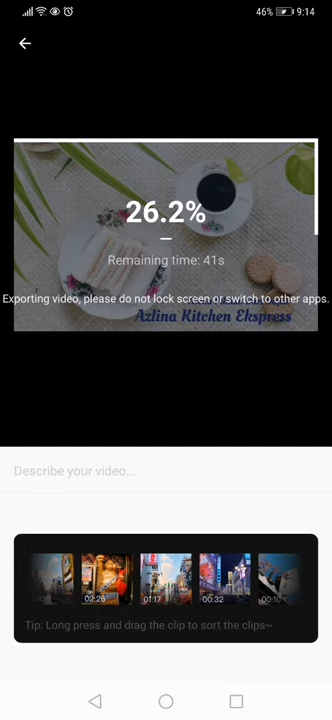 46% 9:14
26.2%
Remaining time: 41s
Exporting video, please do not lock screen or switch to other apps.
Azlina Kitchen Ekspress
Describe your video...
02:26 01:17 00:32 00:10
Tip: Long press and drag the clip to sort the clips~